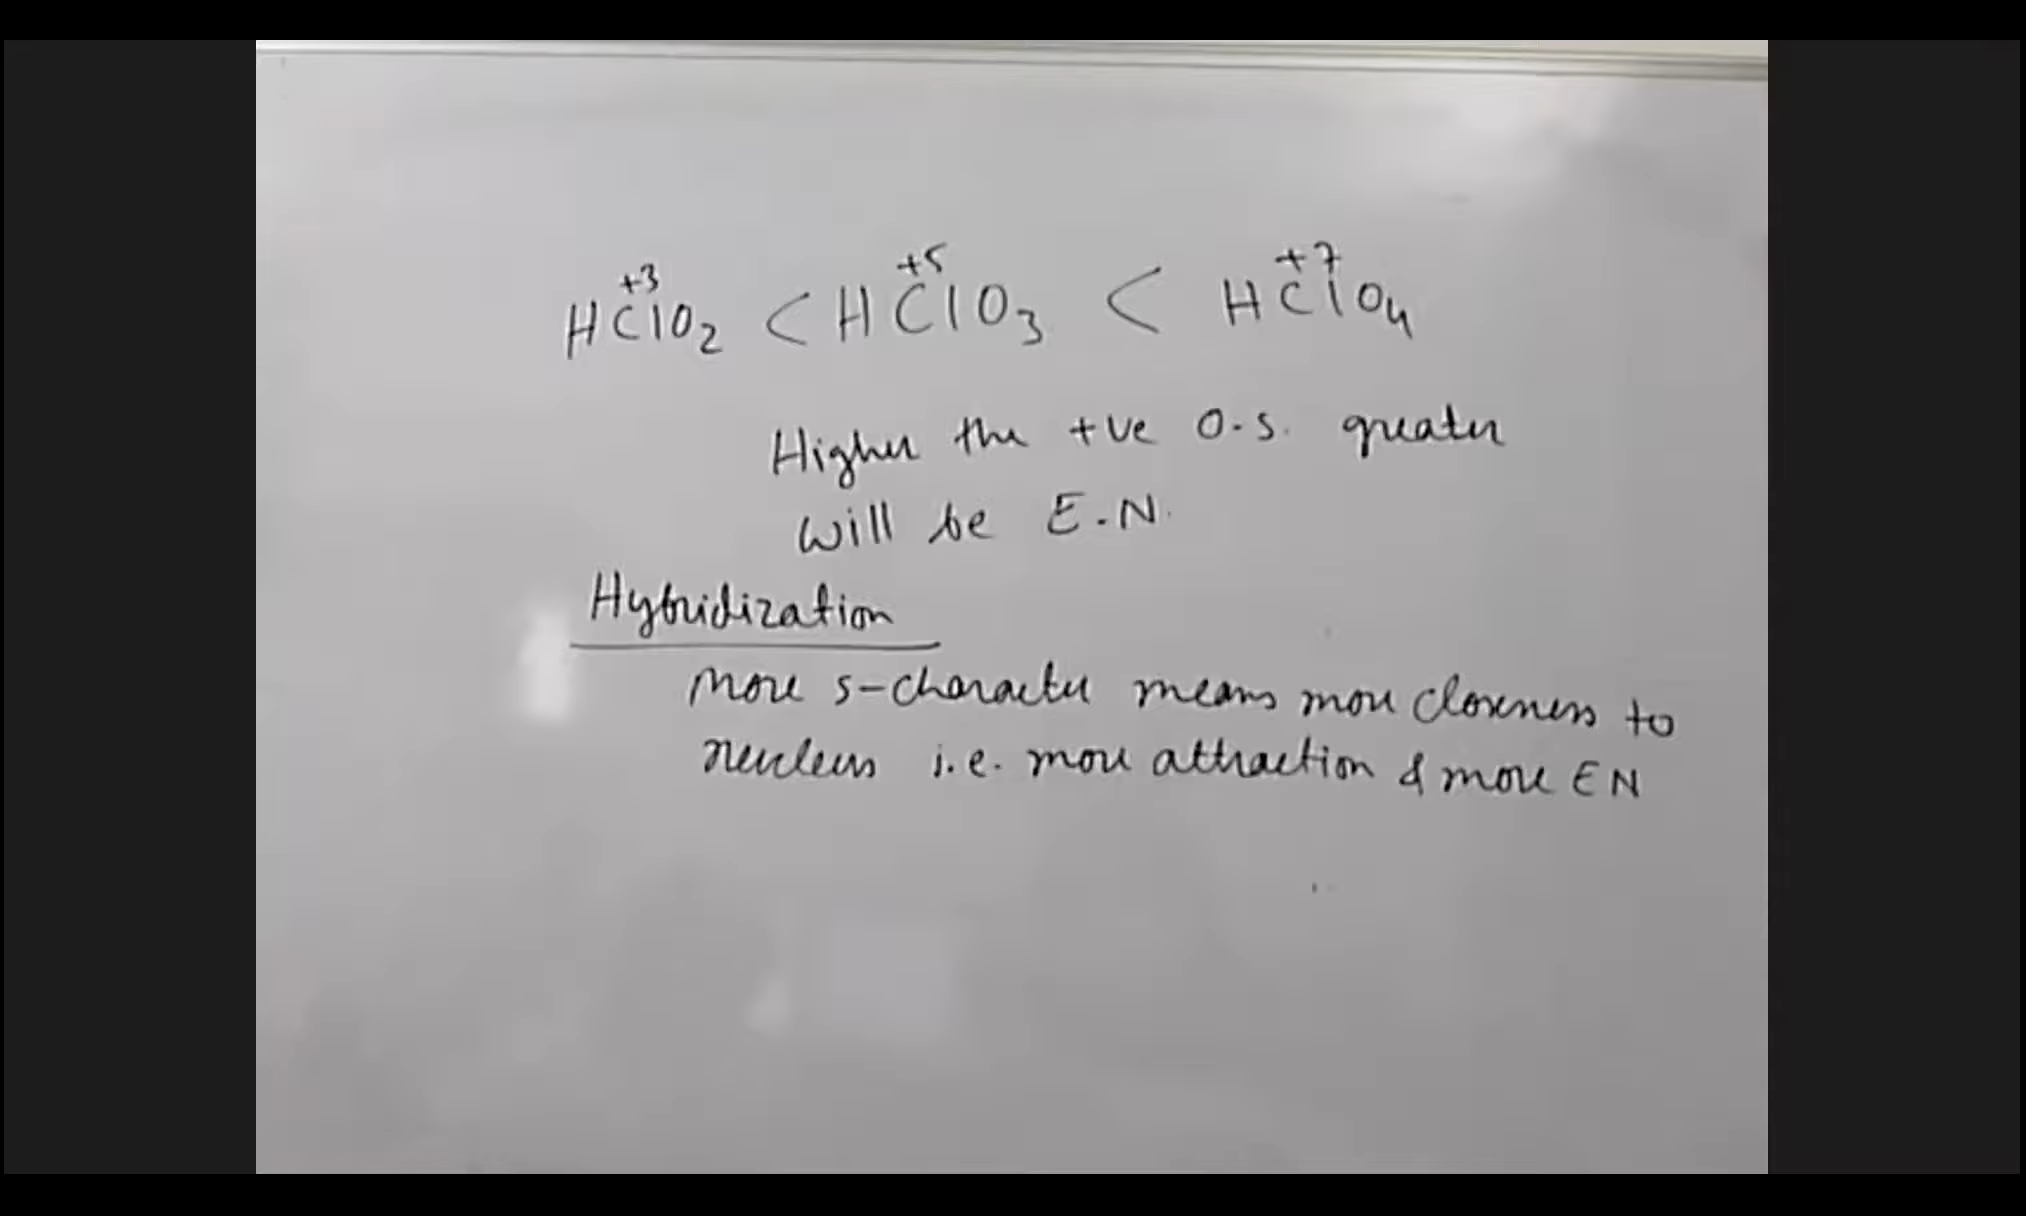 +3 +5 +7
HClO₂ < HClO₃ < HClO₄
Higher the +ve O.S. greater
will be E.N.
Hybridization
more s-character means more closeness to
nucleus i.e. more attraction & more EN